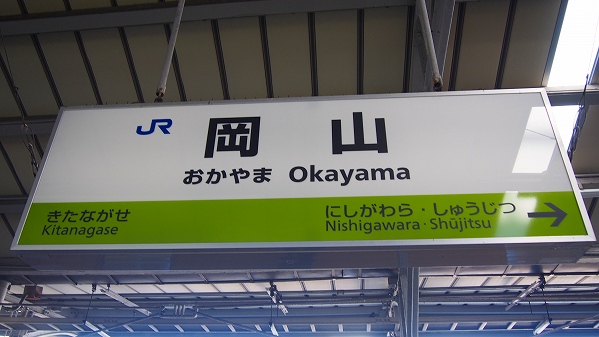 JR 岡山
おかやま Okayama
きたながせ にしがわら・しゅうじつ
Kitanagase Nishigawara・Shūjitsu